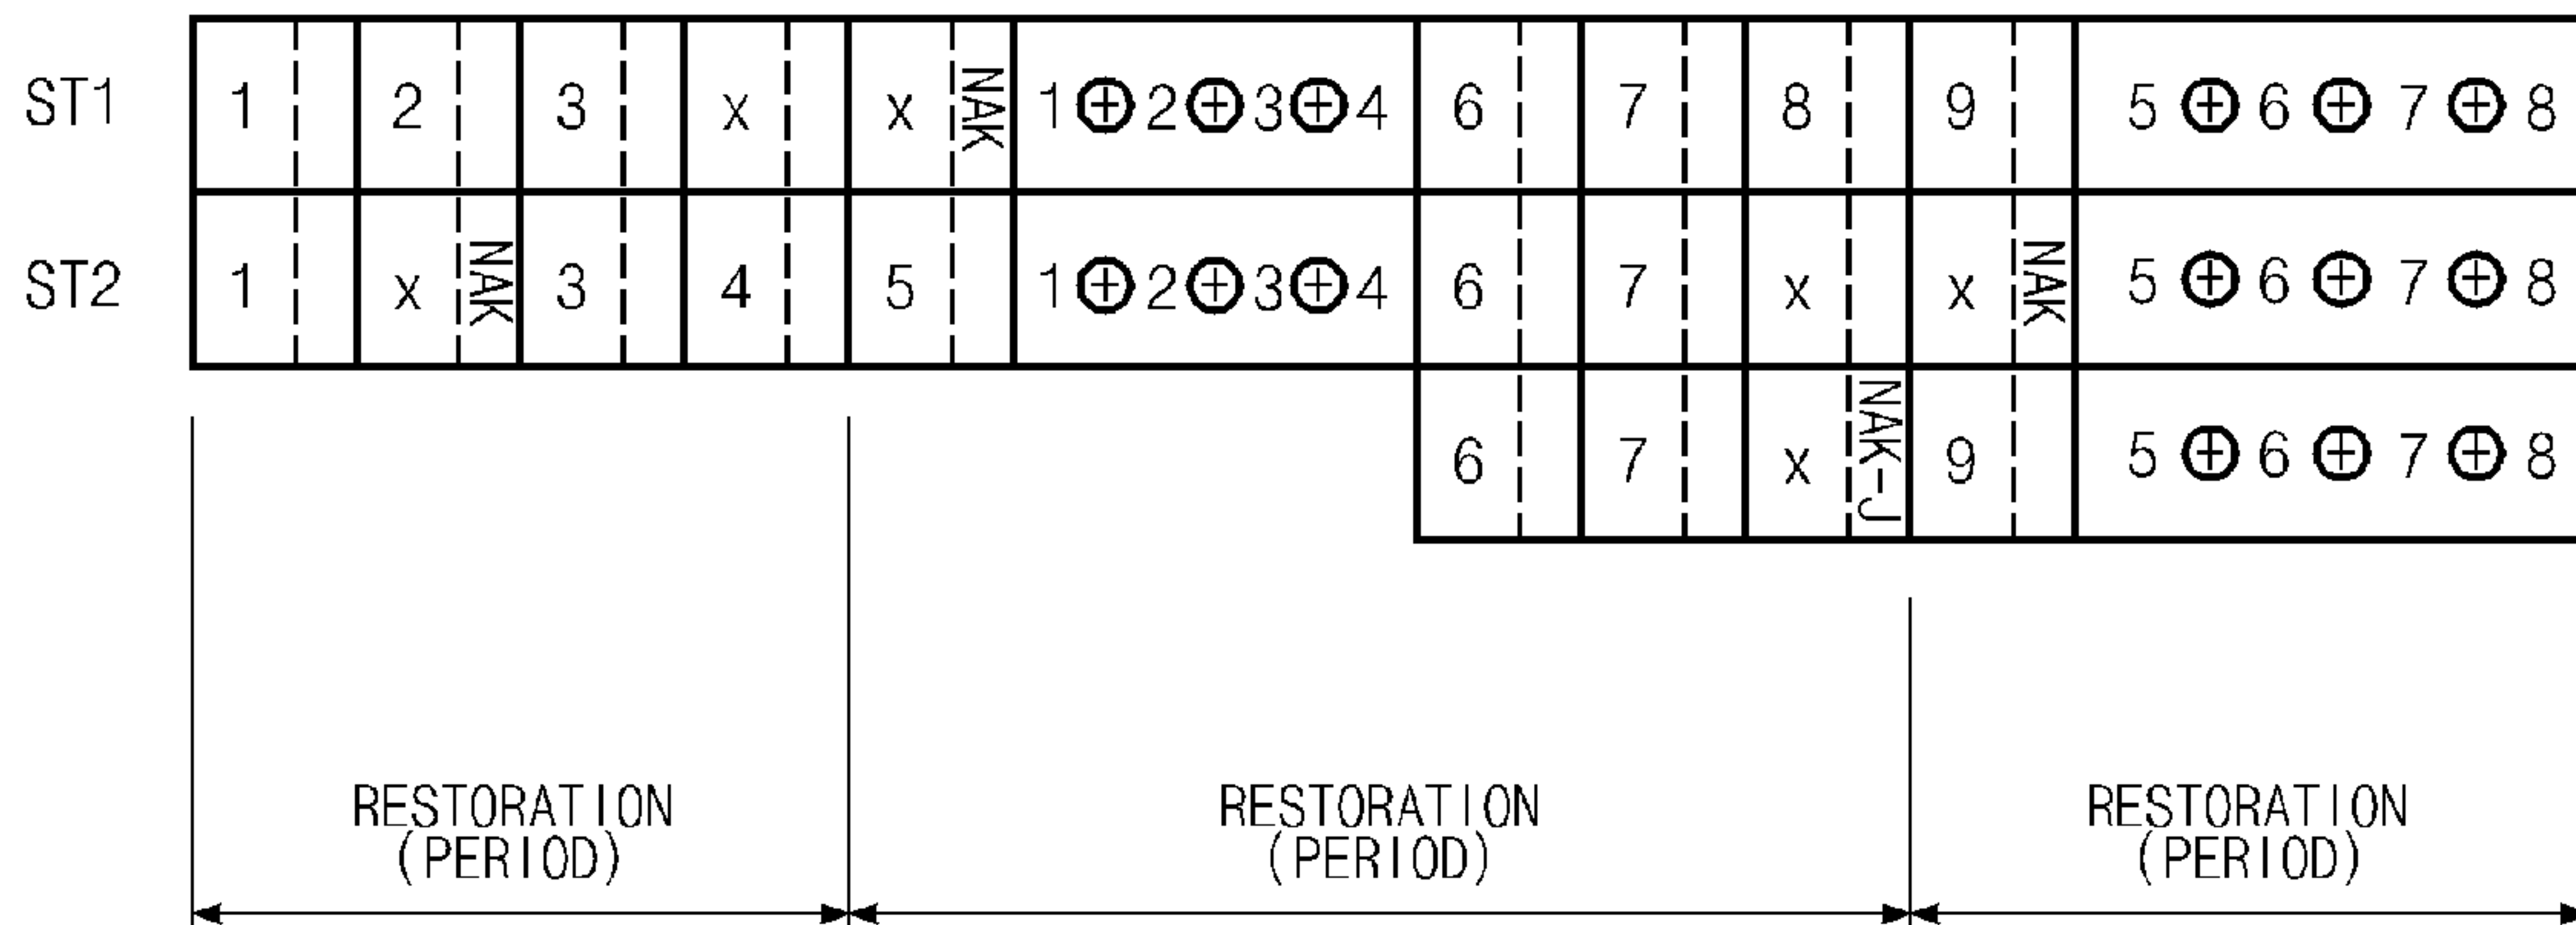 ST1 1 2 3 x x NAK 1⊕2⊕3⊕4 6 7 8 9 5⊕6⊕7⊕8
ST2 1 x NAK 3 4 5 1⊕2⊕3⊕4 6 7 x x NAK 5⊕6⊕7⊕8
6 7 x NAK-J 9 5⊕6⊕7⊕8
RESTORATION RESTORATION RESTORATION
(PERIOD) (PERIOD) (PERIOD)